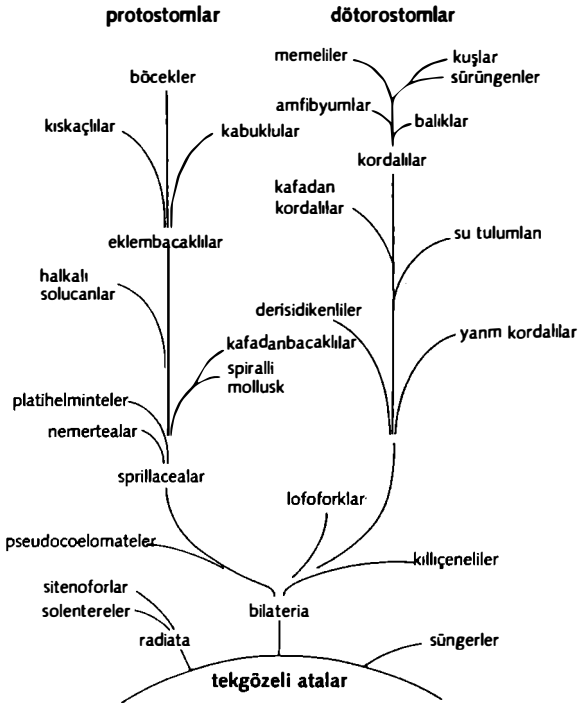 protostomlar
dötorostomlar
böcekler
kıskaçlılar
kabuklular
eklembacaklılar
halkalı
solucanlar
kafadanbacaklılar
spiralli
mollusk
platihelminteler
nemertealar
sprillacealar
pseudocoelomateler
memeliler
kuşlar
sürüngenler
amfibyumlar
balıklar
kordalılar
kafadan
kordalılar
su tulumları
derisidikenliler
yarım kordalılar
lofoforklar
kıllıçeneliler
bilateria
sitenoforlar
solentereler
radiata
süngerler
tekgözeli atalar